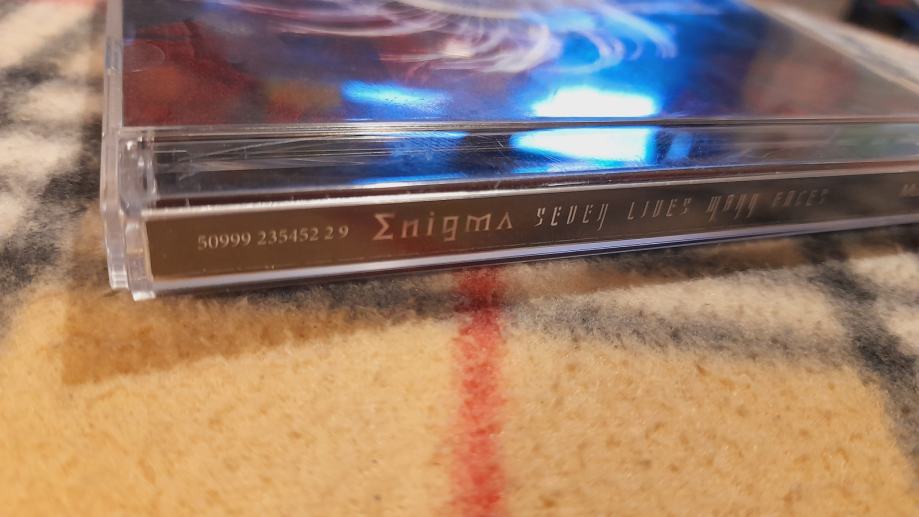 50999 235452 2 9 Σnigmʌ SEVEN LIVES MANY FACES